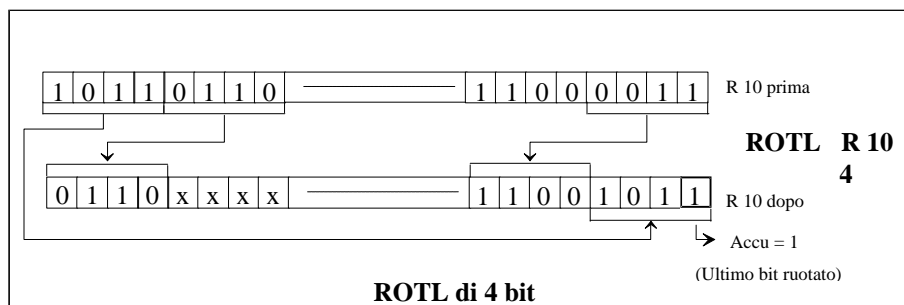 1 0 1 1 0 1 1 0 1 1 0 0 0 0 1 1 R 10 prima
ROTL R 10
4
0 1 1 0 x x x x 1 1 0 0 1 0 1 1 R 10 dopo
Accu = 1
(Ultimo bit ruotato)
ROTL di 4 bit